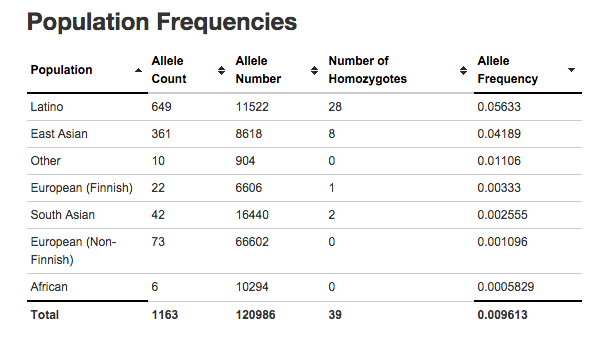 Population Frequencies
Population Allele Count Allele Number Number of Homozygotes Allele Frequency
Latino 649 11522 28 0.05633
East Asian 361 8618 8 0.04189
Other 10 904 0 0.01106
European (Finnish) 22 6606 1 0.00333
South Asian 42 16440 2 0.002555
European (Non-Finnish) 73 66602 0 0.001096
African 6 10294 0 0.0005829
Total 1163 120986 39 0.009613